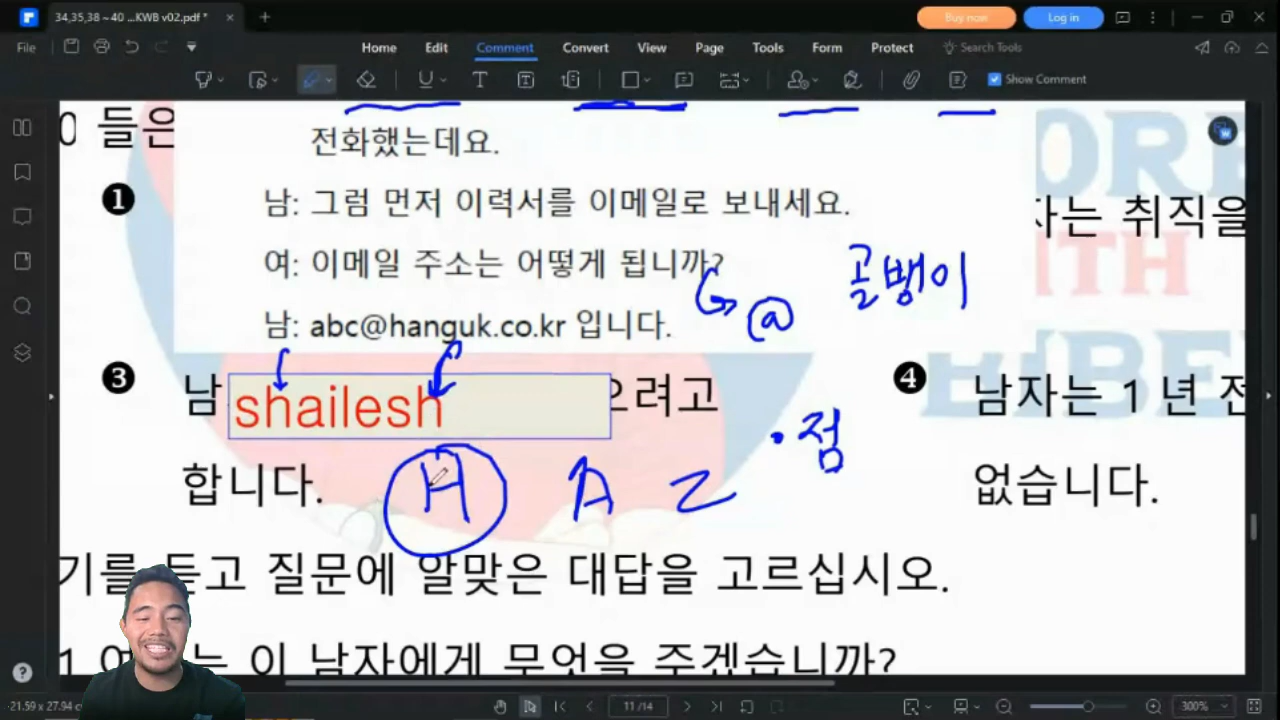 34,35,38 ~ 40 ...KWB v02.pdf *
Buy now
Log in
File
Home Edit Comment Convert View Page Tools Form Protect Search Tools
Show Comment
들은
전화했는데요.
❶
남: 그럼 먼저 이력서를 이메일로 보내세요.
자는 취직을
여: 이메일 주소는 어떻게 됩니까?
@ 골뱅이
남: abc@hanguk.co.kr 입니다.
❸ 남 shailesh 으려고
❹ 남자는 1 년 전
. 점
합니다.
H A Z
없습니다.
기를 듣고 질문에 알맞은 대답을 고르십시오.
1 여 는 이 남자에게 무엇을 주겠습니까?
11 /14
300%